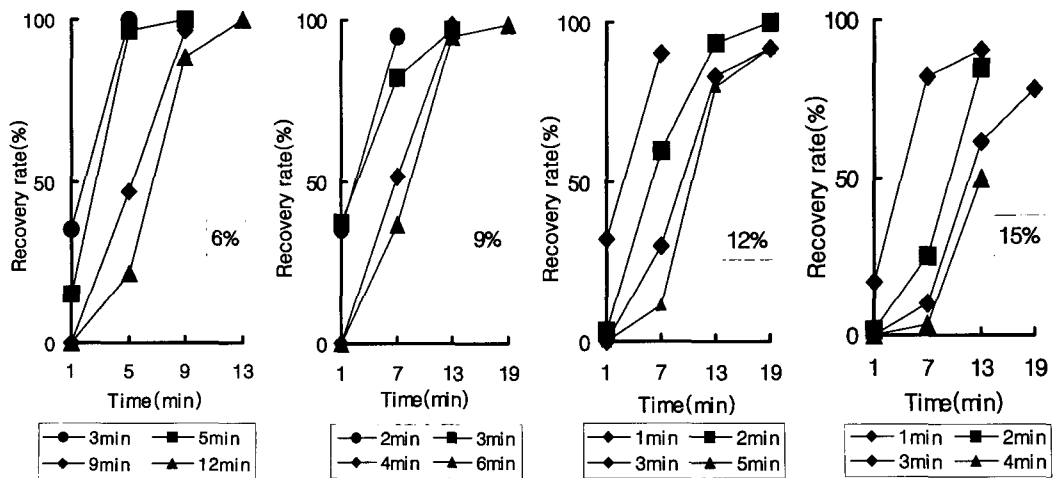 100
50
0
Recovery rate(%)
6%
1 5 9 13
Time(min)
3min 5min
9min 12min
100
50
0
Recovery rate(%)
9%
1 7 13 19
Time(min)
2min 3min
4min 6min
100
50
0
Recovery rate(%)
12%
1 7 13 19
Time(min)
1min 2min
3min 5min
100
50
0
Recovery rate(%)
15%
1 7 13 19
Time(min)
1min 2min
3min 4min